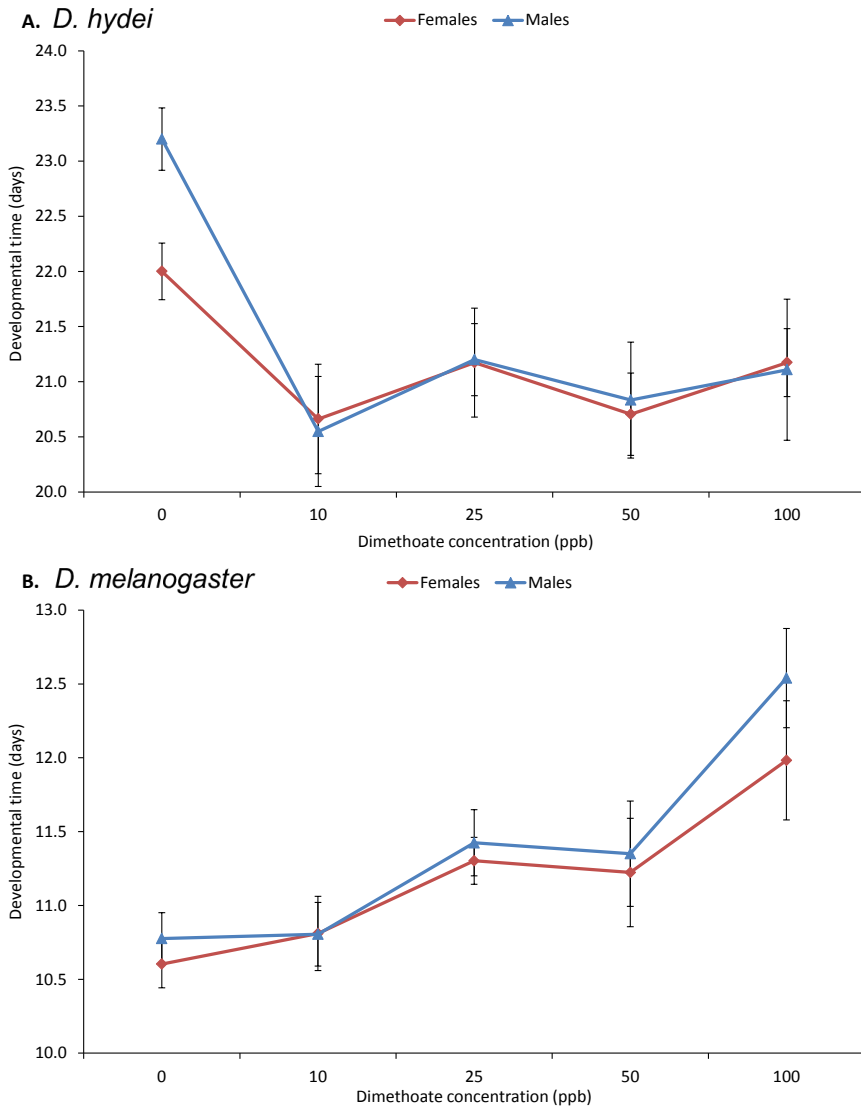 A. D. hydei
Females Males
24.0
23.5
23.0
22.5
22.0
21.5
21.0
20.5
20.0
Developmental time (days)
0 10 25 50 100
Dimethoate concentration (ppb)
B. D. melanogaster
Females Males
13.0
12.5
12.0
11.5
11.0
10.5
10.0
Developmental time (days)
0 10 25 50 100
Dimethoate concentration (ppb)